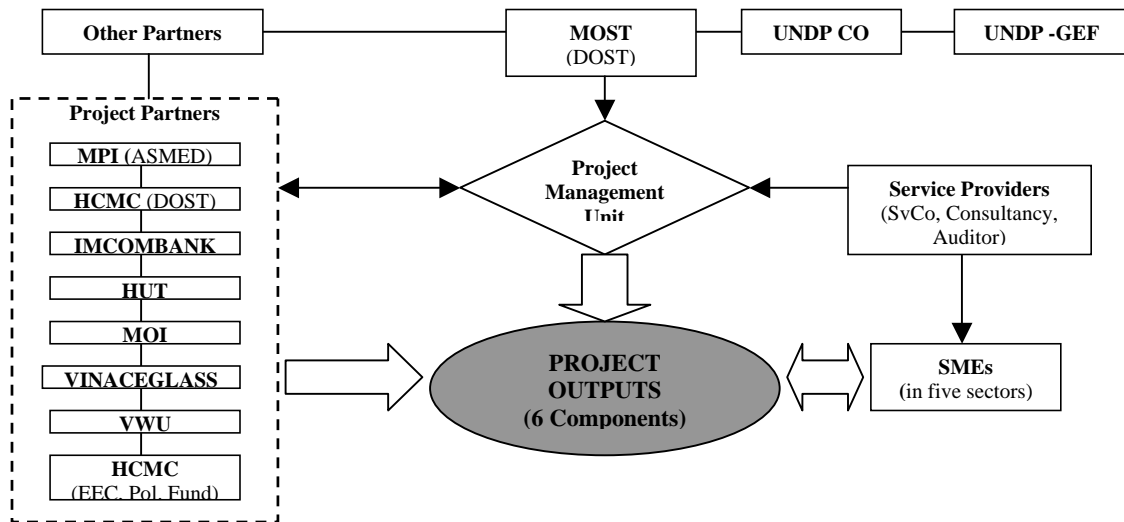 Other Partners
MOST
(DOST)
UNDP CO
UNDP -GEF
Project Partners
MPI (ASMED)
HCMC (DOST)
IMCOMBANK
HUT
MOI
VINACEGLASS
VWU
HCMC
(EEC, Pol. Fund)
Project
Management
Unit
Service Providers
(SvCo, Consultancy,
Auditor)
PROJECT
OUTPUTS
(6 Components)
SMEs
(in five sectors)